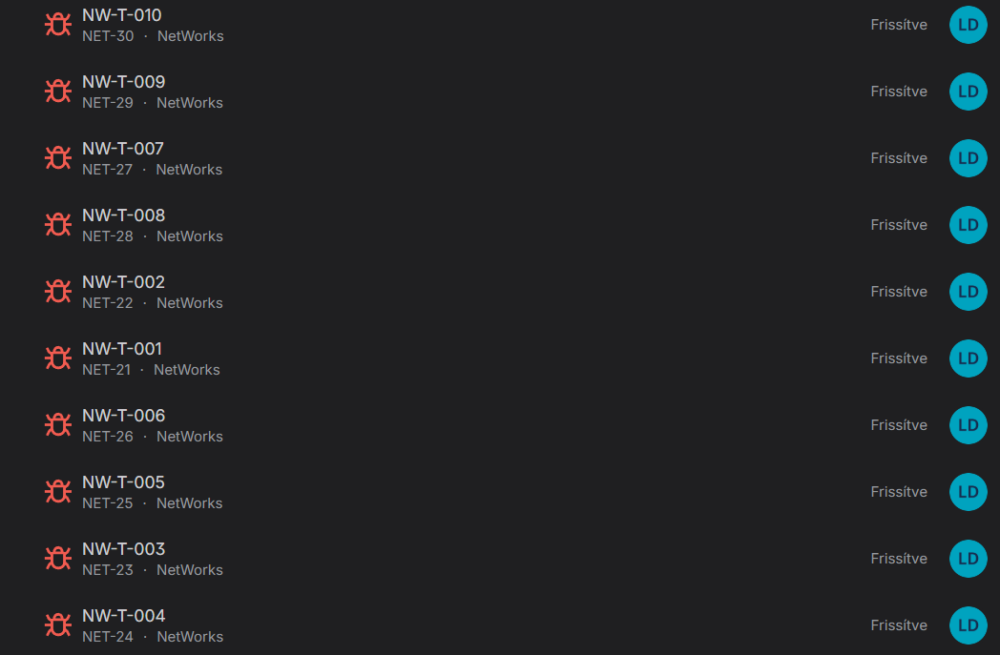 NW-T-010
NET-30 · NetWorks
Frissítve
LD
NW-T-009
NET-29 · NetWorks
Frissítve
LD
NW-T-007
NET-27 · NetWorks
Frissítve
LD
NW-T-008
NET-28 · NetWorks
Frissítve
LD
NW-T-002
NET-22 · NetWorks
Frissítve
LD
NW-T-001
NET-21 · NetWorks
Frissítve
LD
NW-T-006
NET-26 · NetWorks
Frissítve
LD
NW-T-005
NET-25 · NetWorks
Frissítve
LD
NW-T-003
NET-23 · NetWorks
Frissítve
LD
NW-T-004
NET-24 · NetWorks
Frissítve
LD